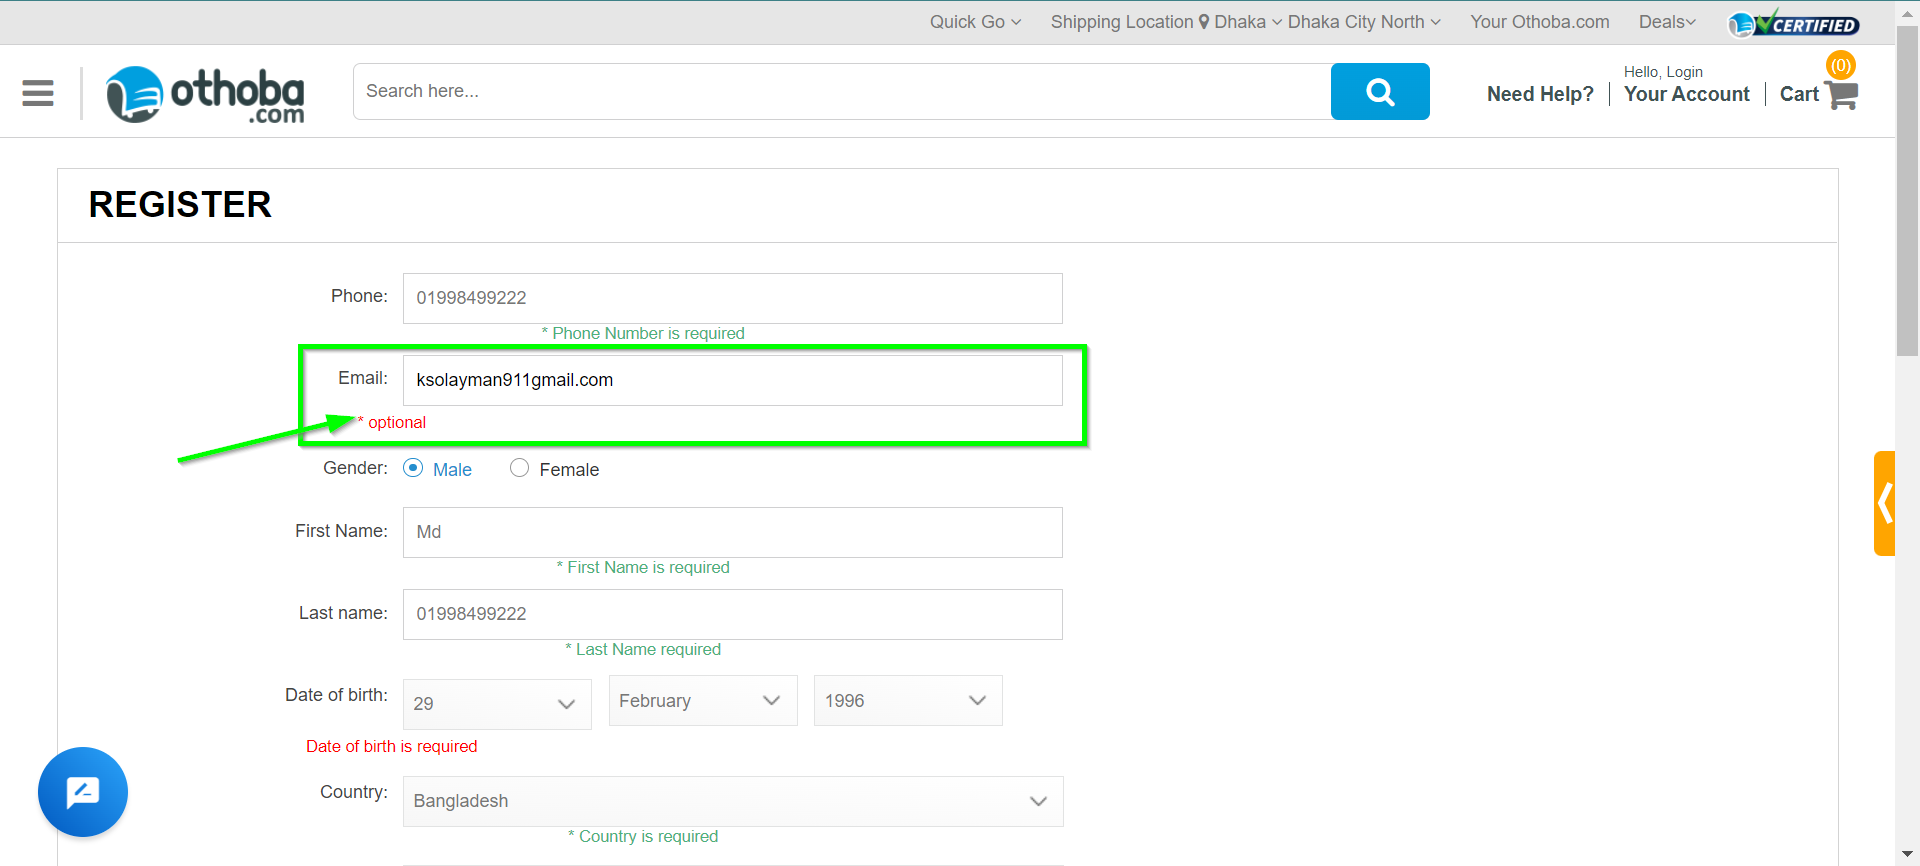 Quick Go Shipping Location Dhaka Dhaka City North Your Othoba.com Deals CERTIFIED
othoba
.com
Search here...
Need Help?
Hello, Login
Your Account
(0)
Cart
REGISTER
Phone: 01998499222
* Phone Number is required
Email: ksolayman911gmail.com
* optional
Gender: Male Female
First Name: Md
* First Name is required
Last name: 01998499222
* Last Name required
Date of birth: 29 February 1996
Date of birth is required
Country: Bangladesh
* Country is required